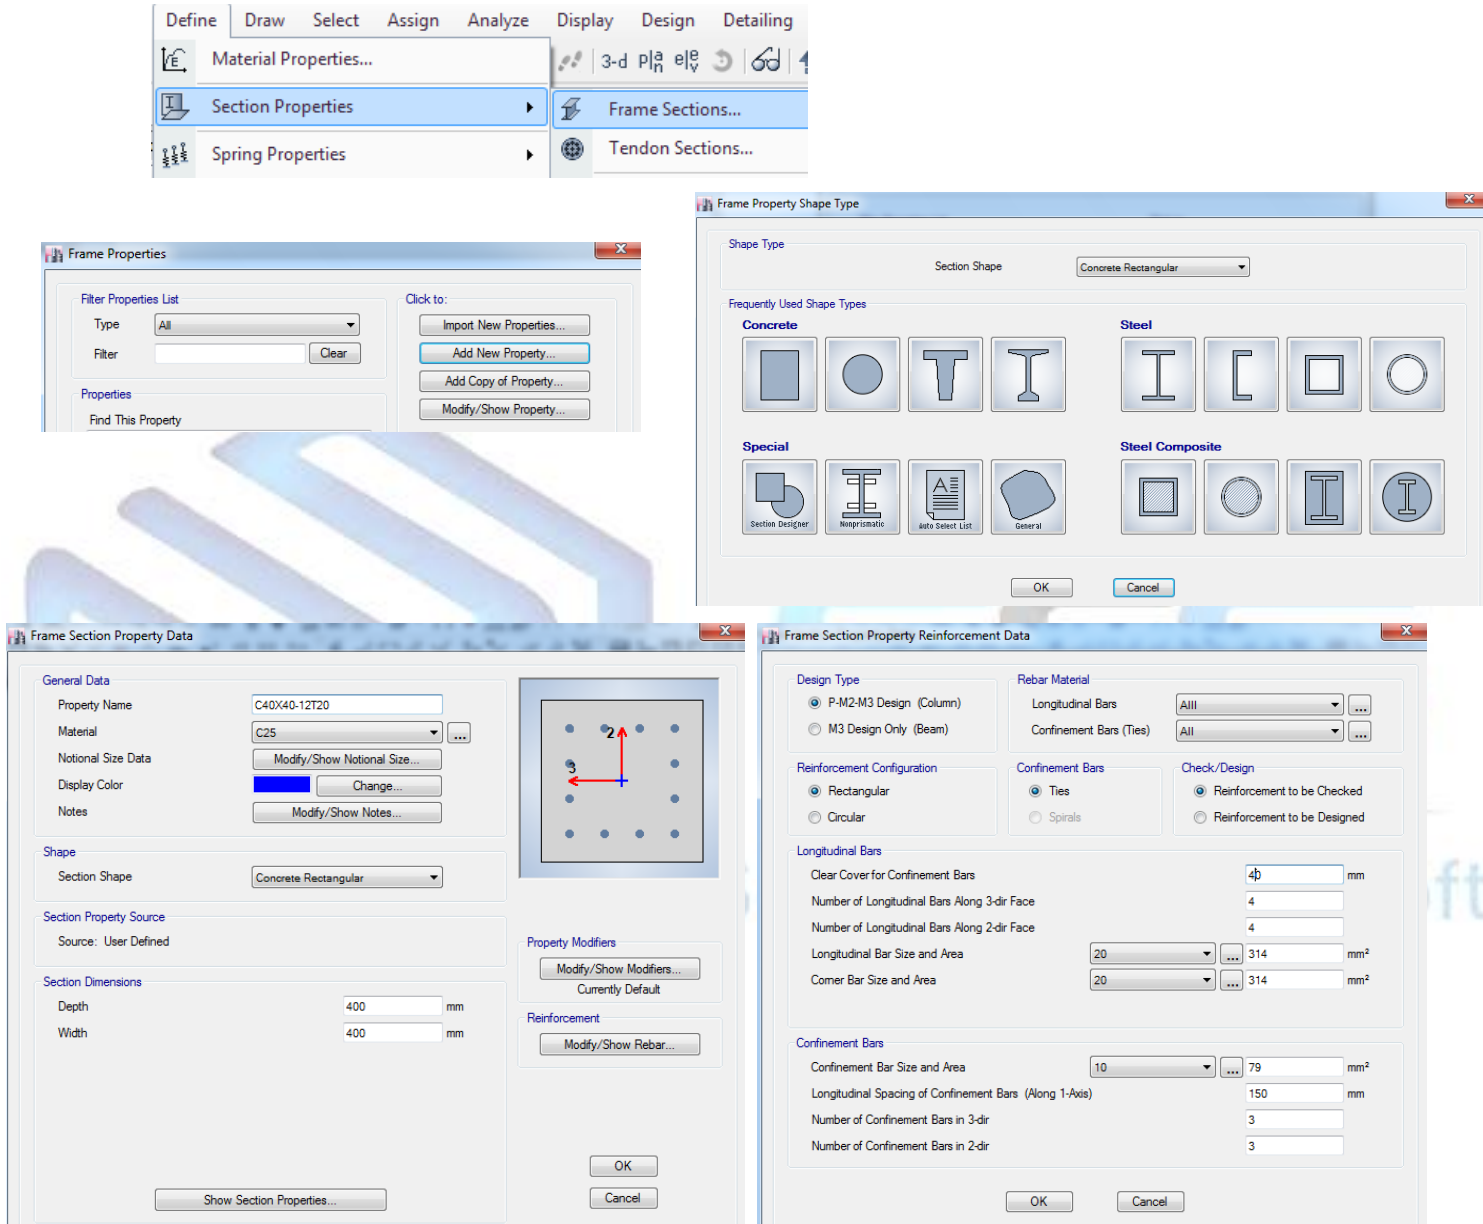 Define Draw Select Assign Analyze Display Design Detailing
Material Properties...
3-d
Section Properties
Frame Sections...
Spring Properties
Tendon Sections...
Frame Property Shape Type
Shape Type
Section Shape Concrete Rectangular
Frequently Used Shape Types
Concrete Steel
Special Steel Composite
Section Designer Nonprismatic Auto Select List General
OK Cancel
Frame Properties
Filter Properties List
Type All
Filter Clear
Properties
Find This Property
Click to:
Import New Properties...
Add New Property...
Add Copy of Property...
Modify/Show Property...
Frame Section Property Data
General Data
Property Name C40X40-12T20
Material C25 ...
Notional Size Data Modify/Show Notional Size...
Display Color Change...
Notes Modify/Show Notes...
Shape
Section Shape Concrete Rectangular
Section Property Source
Source: User Defined
Section Dimensions
Depth 400 mm
Width 400 mm
Show Section Properties...
2
3
Property Modifiers
Modify/Show Modifiers...
Currently Default
Reinforcement
Modify/Show Rebar...
OK
Cancel
Frame Section Property Reinforcement Data
Design Type
P-M2-M3 Design (Column)
M3 Design Only (Beam)
Rebar Material
Longitudinal Bars AIII ...
Confinement Bars (Ties) AII ...
Reinforcement Configuration
Rectangular
Circular
Confinement Bars
Ties
Spirals
Check/Design
Reinforcement to be Checked
Reinforcement to be Designed
Longitudinal Bars
Clear Cover for Confinement Bars 40 mm
Number of Longitudinal Bars Along 3-dir Face 4
Number of Longitudinal Bars Along 2-dir Face 4
Longitudinal Bar Size and Area 20 ... 314 mm²
Corner Bar Size and Area 20 ... 314 mm²
Confinement Bars
Confinement Bar Size and Area 10 ... 79 mm²
Longitudinal Spacing of Confinement Bars (Along 1-Axis) 150 mm
Number of Confinement Bars in 3-dir 3
Number of Confinement Bars in 2-dir 3
OK Cancel